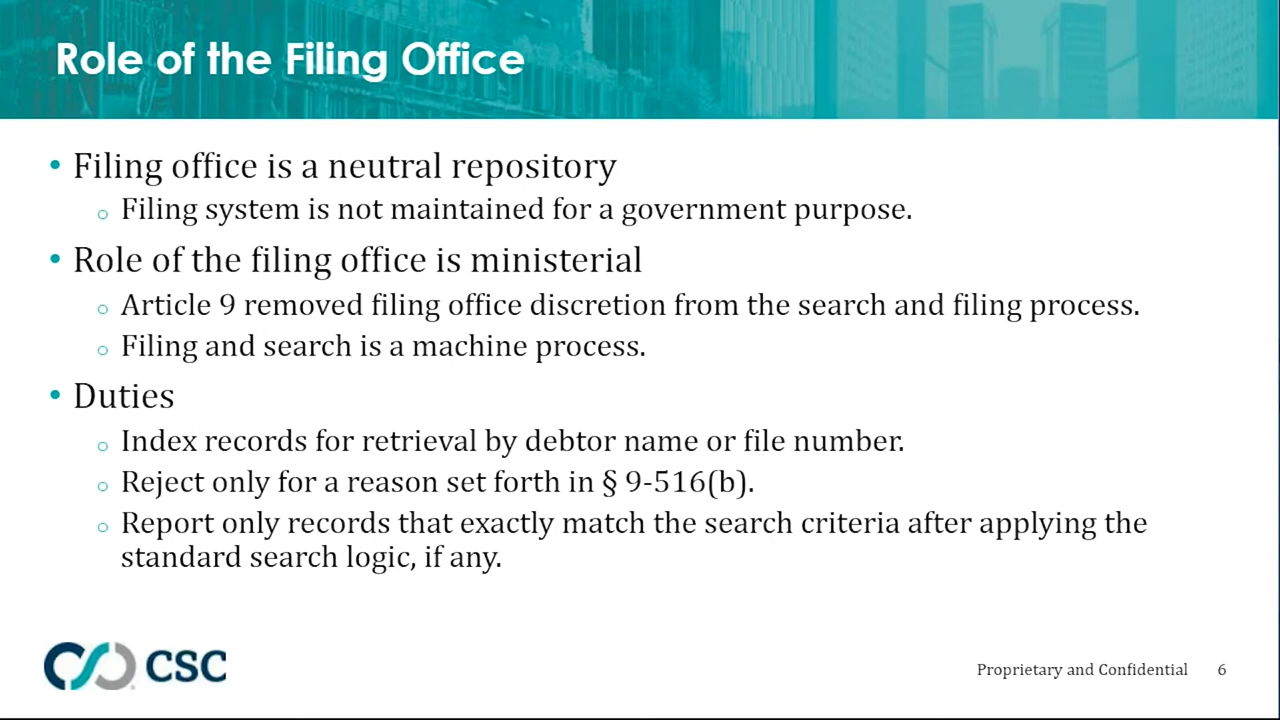 Role of the Filing Office
• Filing office is a neutral repository
o Filing system is not maintained for a government purpose.
• Role of the filing office is ministerial
o Article 9 removed filing office discretion from the search and filing process.
o Filing and search is a machine process.
• Duties
o Index records for retrieval by debtor name or file number.
o Reject only for a reason set forth in § 9-516(b).
o Report only records that exactly match the search criteria after applying the
standard search logic, if any.
CSC
Proprietary and Confidential 6